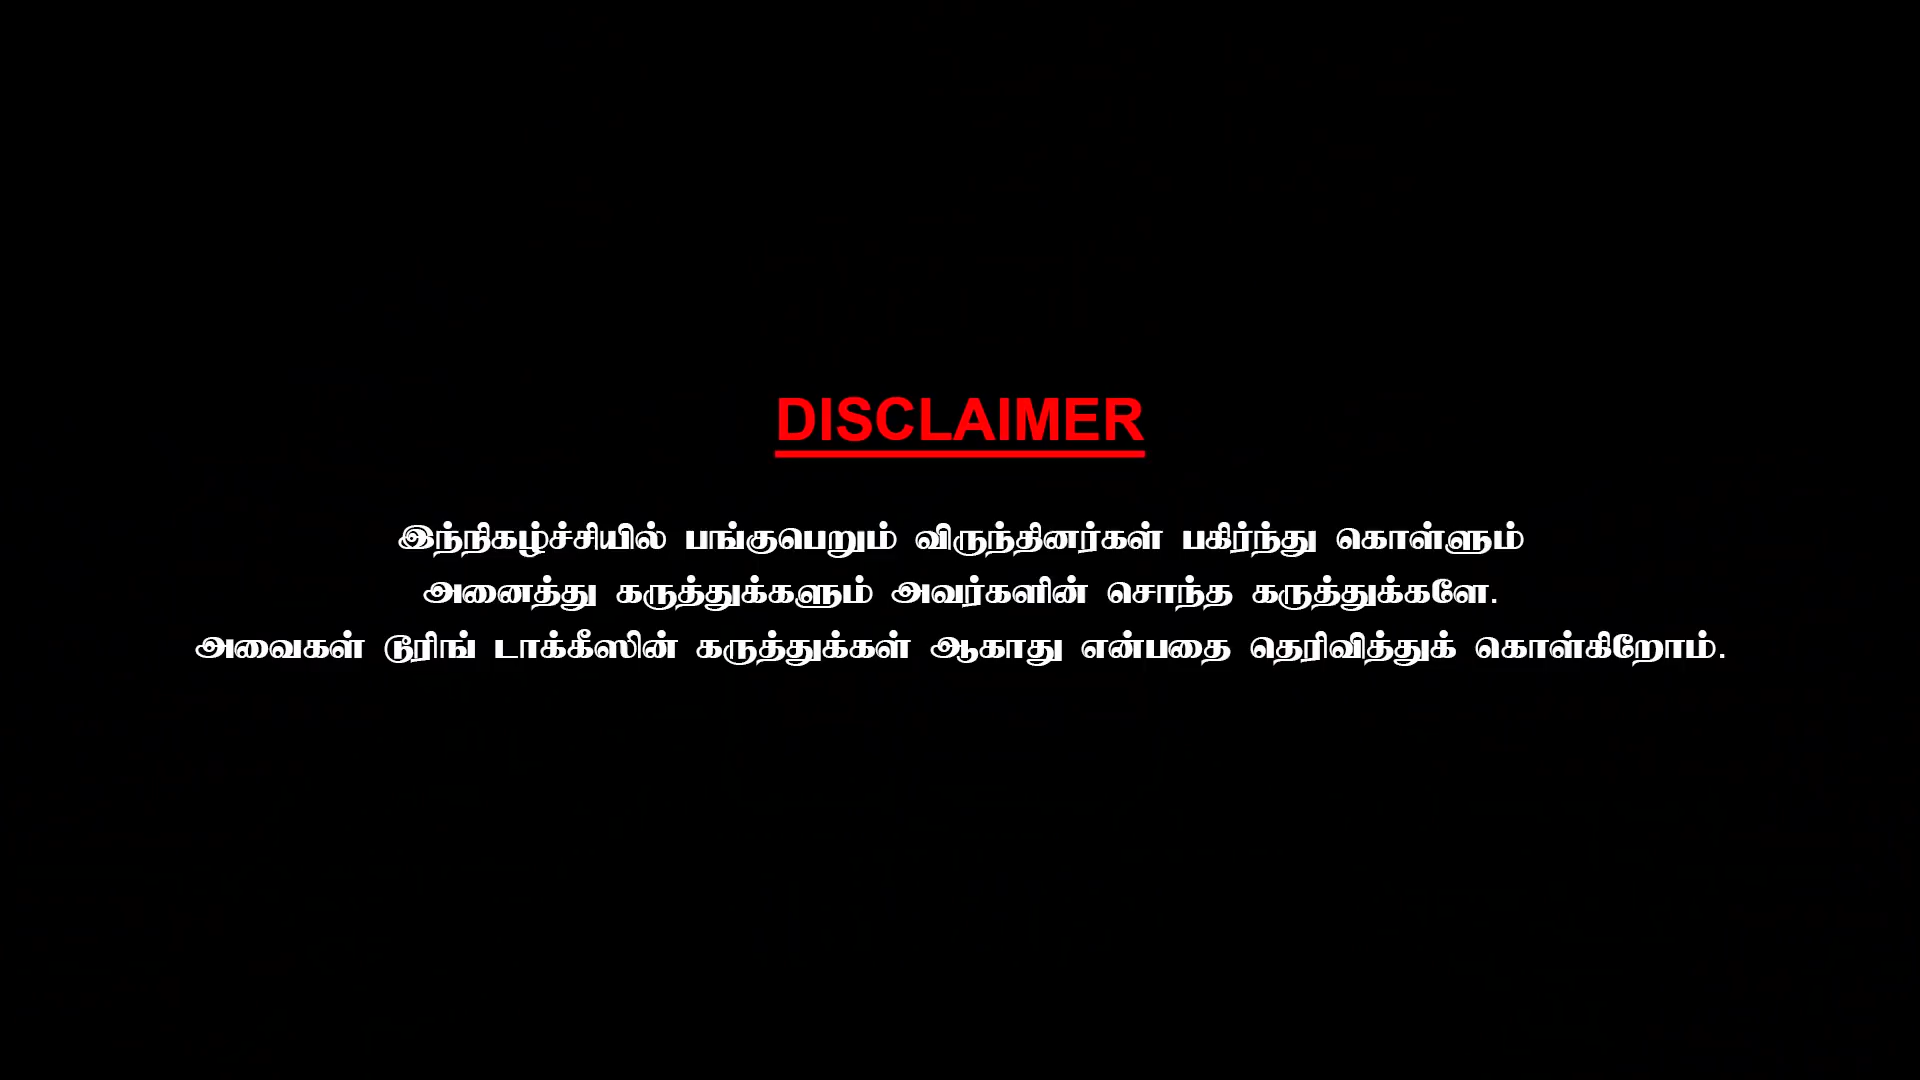 DISCLAIMER
இந்நிகழ்ச்சியில் பங்குபெறும் விருந்தினர்கள் பகிர்ந்து கொள்ளும்
அனைத்து கருத்துக்களும் அவர்களின் சொந்த கருத்துக்களே.
அவைகள் டூரிங் டாக்கீஸின் கருத்துக்கள் ஆகாது என்பதை தெரிவித்துக் கொள்கிறோம்.